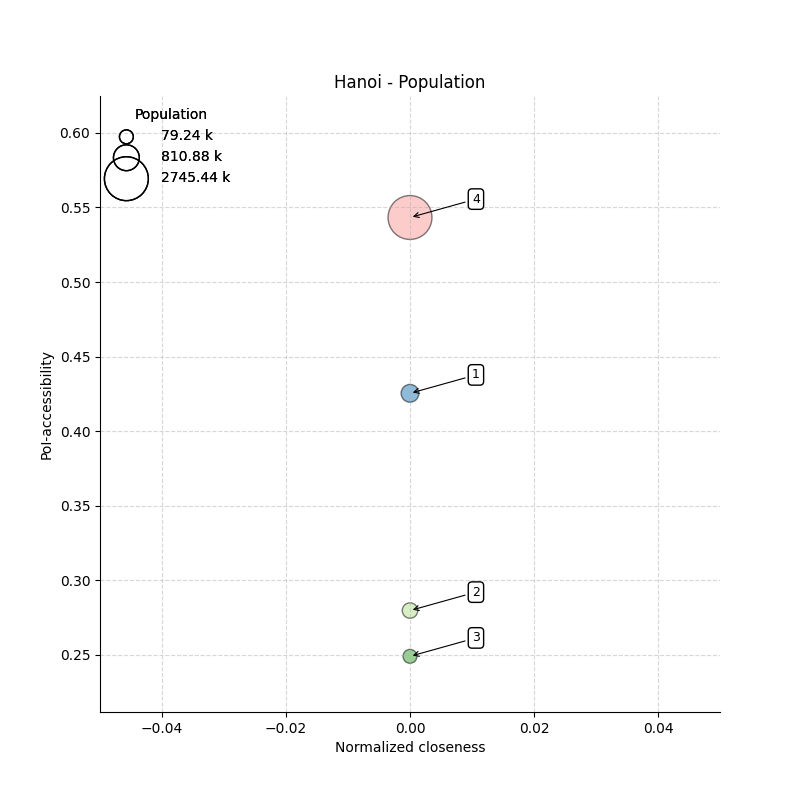 Hanoi - Population
Population
79.24 k
810.88 k
2745.44 k
0.60
0.55
0.50
0.45
0.40
0.35
0.30
0.25
PoI-accessibility
4
1
2
3
−0.04
−0.02
0.00
0.02
0.04
Normalized closeness